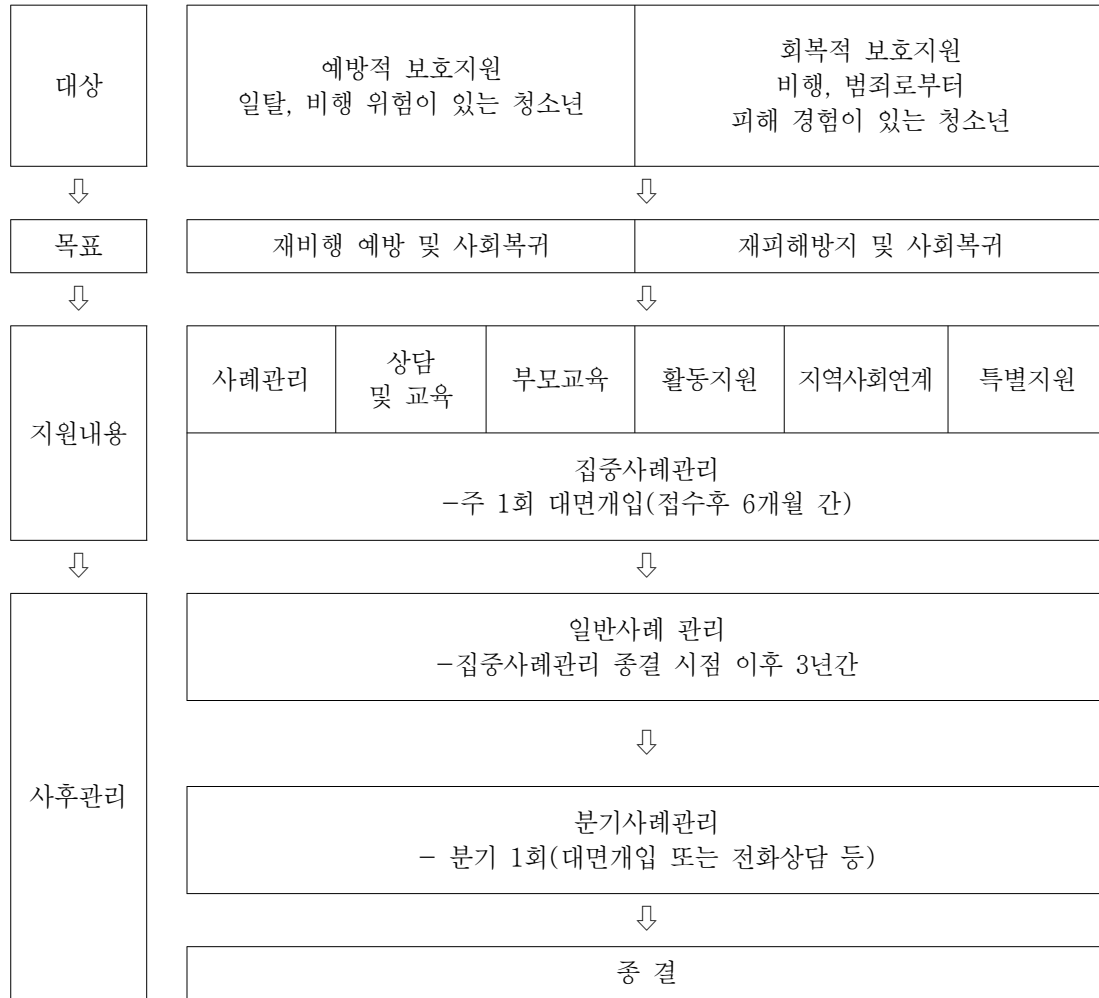 대상
예방적 보호지원
일탈, 비행 위험이 있는 청소년
회복적 보호지원
비행, 범죄로부터
피해 경험이 있는 청소년
⇩
⇩
목표
재비행 예방 및 사회복귀
재피해방지 및 사회복귀
⇩
⇩
지원내용
사례관리
상담
및 교육
부모교육
활동지원
지역사회연계
특별지원
집중사례관리
-주 1회 대면개입(접수후 6개월 간)
⇩
⇩
사후관리
일반사례 관리
-집중사례관리 종결 시점 이후 3년간
⇩
분기사례관리
- 분기 1회(대면개입 또는 전화상담 등)
⇩
종 결